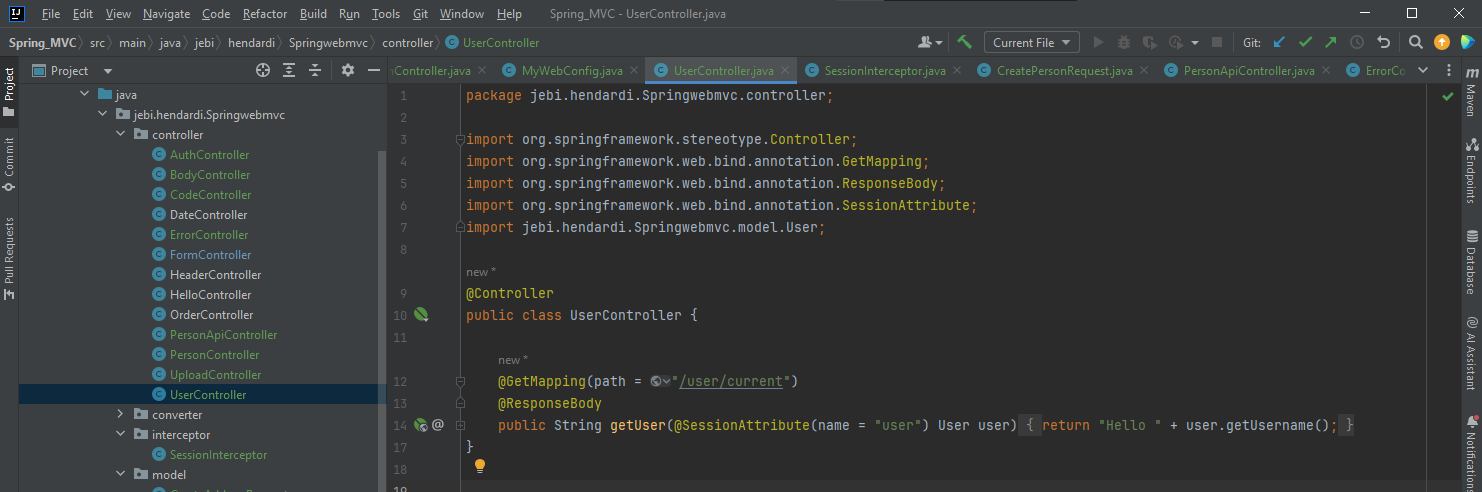 File Edit View Navigate Code Refactor Build Run Tools Git Window Help Spring_MVC - UserController.java
Spring_MVC src main java jebi hendardi Springwebmvc controller UserController Current File Git:
Project
Controller.java MyWebConfig.java UserController.java SessionInterceptor.java CreatePersonRequest.java PersonApiController.java ErrorCo
Project
Commit
Pull Requests
java
jebi.hendardi.Springwebmvc
controller
AuthController
BodyController
CodeController
DateController
ErrorController
FormController
HeaderController
HelloController
OrderController
PersonApiController
PersonController
UploadController
UserController
converter
interceptor
SessionInterceptor
model
1 package jebi.hendardi.Springwebmvc.controller;
2
3 import org.springframework.stereotype.Controller;
4 import org.springframework.web.bind.annotation.GetMapping;
5 import org.springframework.web.bind.annotation.ResponseBody;
6 import org.springframework.web.bind.annotation.SessionAttribute;
7 import jebi.hendardi.Springwebmvc.model.User;
8
new *
9 @Controller
10 public class UserController {
11
new *
12 @GetMapping(path = "/user/current")
13 @ResponseBody
14 public String getUser(@SessionAttribute(name = "user") User user) { return "Hello " + user.getUsername(); }
17 }
18
19
m Maven
Endpoints
Database
AI Assistant
Notifications